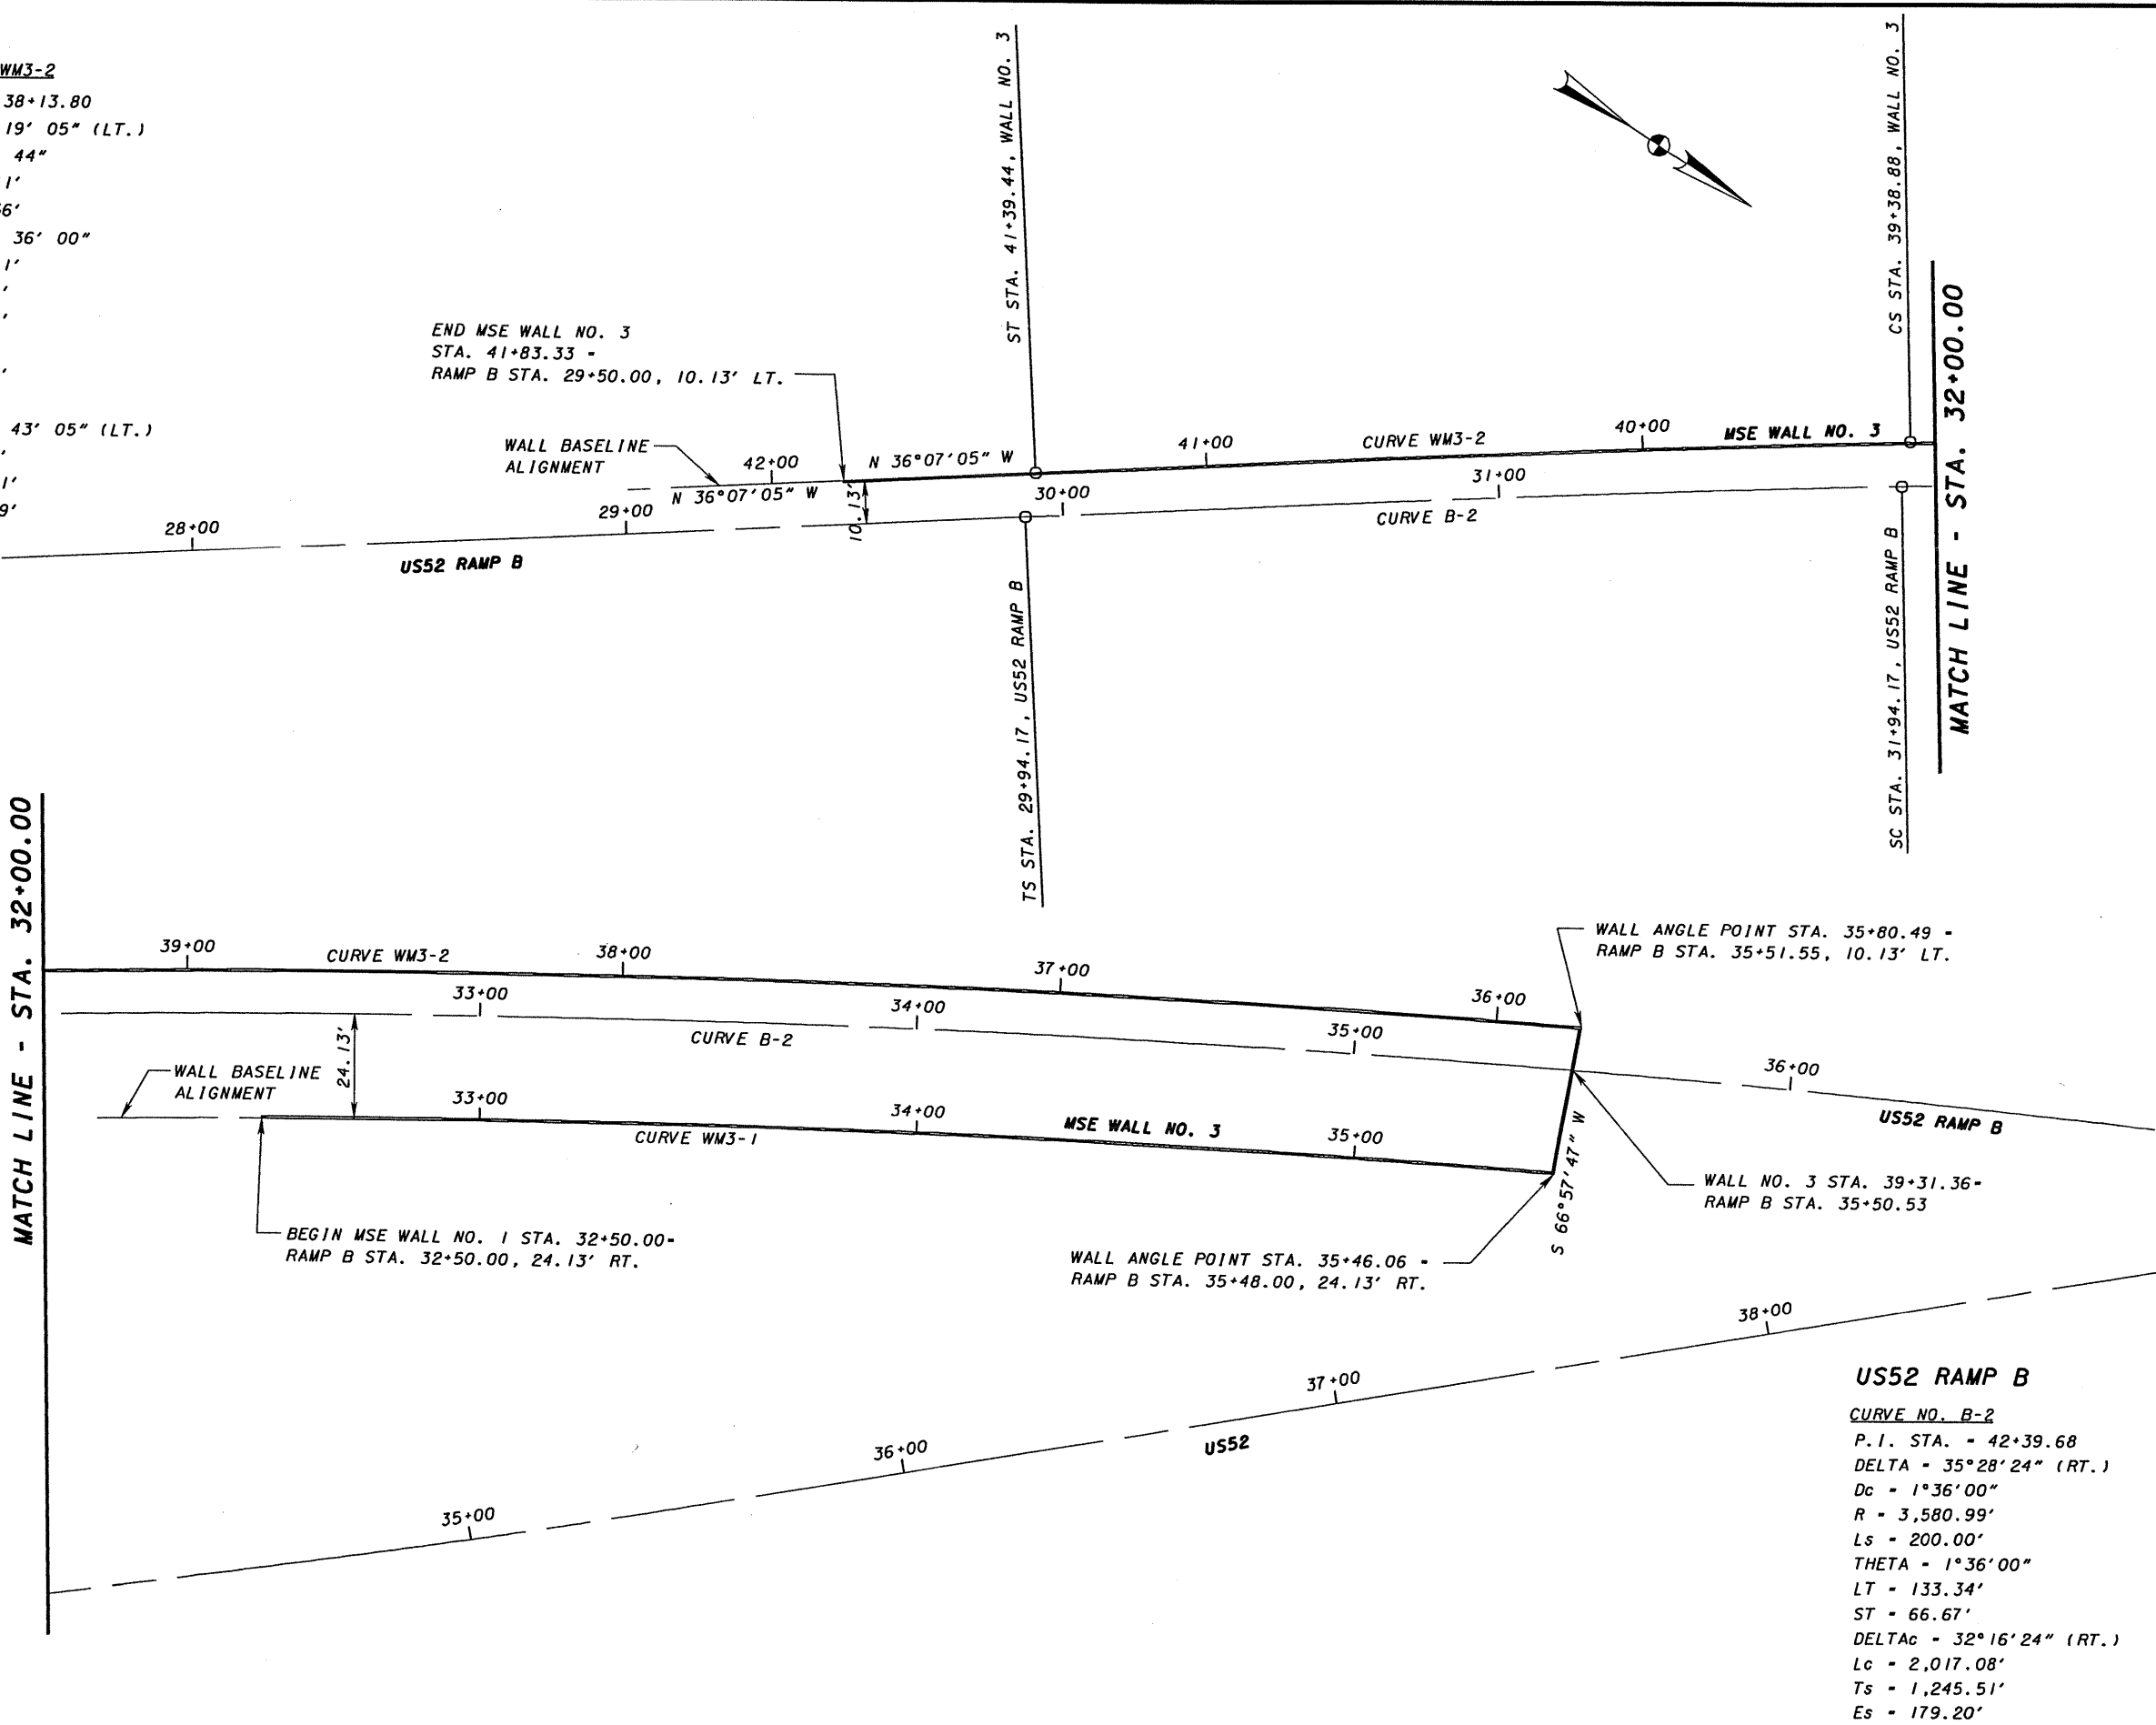 WM3-2
38+13.80
19' 05" (LT.)
44"
1'
6'
36' 00"
1'
'
'
'
43' 05" (LT.)
'
1'
9'
ST STA. 41+39.44, WALL NO. 3
CS STA. 39+38.88, WALL NO. 3
END MSE WALL NO. 3
STA. 41+83.33 -
RAMP B STA. 29+50.00, 10.13' LT.
WALL BASELINE
ALIGNMENT
42+00
N 36°07'05" W
41+00
CURVE WM3-2
40+00
MSE WALL NO. 3
N 36°07'05" W
10.13'
28+00
29+00
30+00
31+00
CURVE B-2
US52 RAMP B
TS STA. 29+94.17, US52 RAMP B
SC STA. 31+94.17, US52 RAMP B
MATCH LINE - STA. 32+00.00
MATCH LINE - STA. 32+00.00
39+00
CURVE WM3-2
38+00
37+00
36+00
WALL ANGLE POINT STA. 35+80.49 -
RAMP B STA. 35+51.55, 10.13' LT.
33+00
34+00
35+00
36+00
CURVE B-2
US52 RAMP B
24.13'
WALL BASELINE
ALIGNMENT
33+00
34+00
35+00
CURVE WM3-1
MSE WALL NO. 3
S 66°57'47" W
WALL NO. 3 STA. 39+31.36-
RAMP B STA. 35+50.53
BEGIN MSE WALL NO. 1 STA. 32+50.00-
RAMP B STA. 32+50.00, 24.13' RT.
WALL ANGLE POINT STA. 35+46.06 -
RAMP B STA. 35+48.00, 24.13' RT.
35+00
36+00
37+00
38+00
US52
US52 RAMP B
CURVE NO. B-2
P.I. STA. - 42+39.68
DELTA - 35°28'24" (RT.)
Dc - 1°36'00"
R - 3,580.99'
Ls - 200.00'
THETA - 1°36'00"
LT - 133.34'
ST - 66.67'
DELTAc - 32°16'24" (RT.)
Lc - 2,017.08'
Ts - 1,245.51'
Es - 179.20'